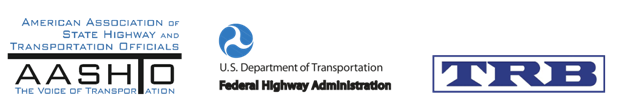 AMERICAN ASSOCIATION OF
STATE HIGHWAY AND
TRANSPORTATION OFFICIALS
AASHTO
THE VOICE OF TRANSPORTATION
U.S. Department of Transportation
Federal Highway Administration
TRB